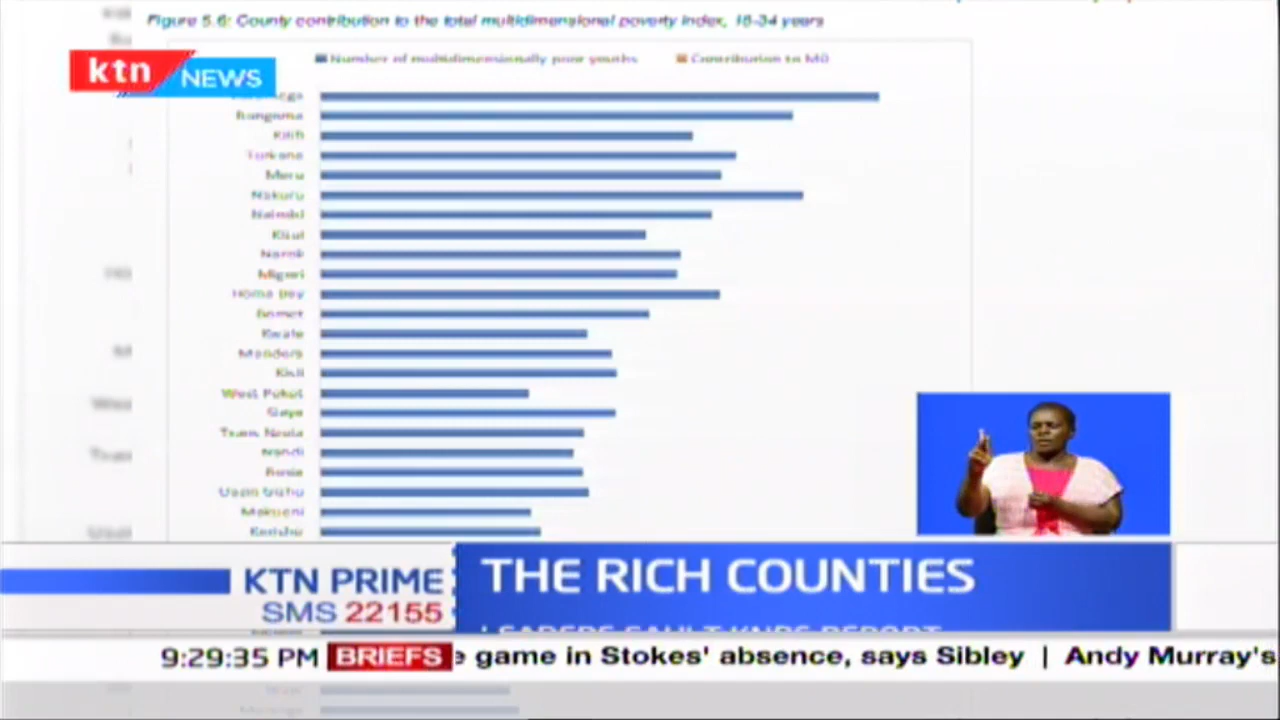 Figure 5.6: County contribution to the total multidimensional poverty index, 18-34 years
Number of multidimensionally poor youths
Contribution to M0
ktn NEWS
Bungoma
Kilifi
Turkana
Meru
Nakuru
Nairobi
Kitui
Narok
Migori
Homa Bay
Bomet
Kwale
Mandera
Kisii
West Pokot
Siaya
Trans Nzoia
Nandi
Busia
Uasin Gishu
Makueni
Kericho
KTN PRIME
SMS 22155
THE RICH COUNTIES
9:29:35 PM
BRIEFS
game in Stokes' absence, says Sibley | Andy Murray's